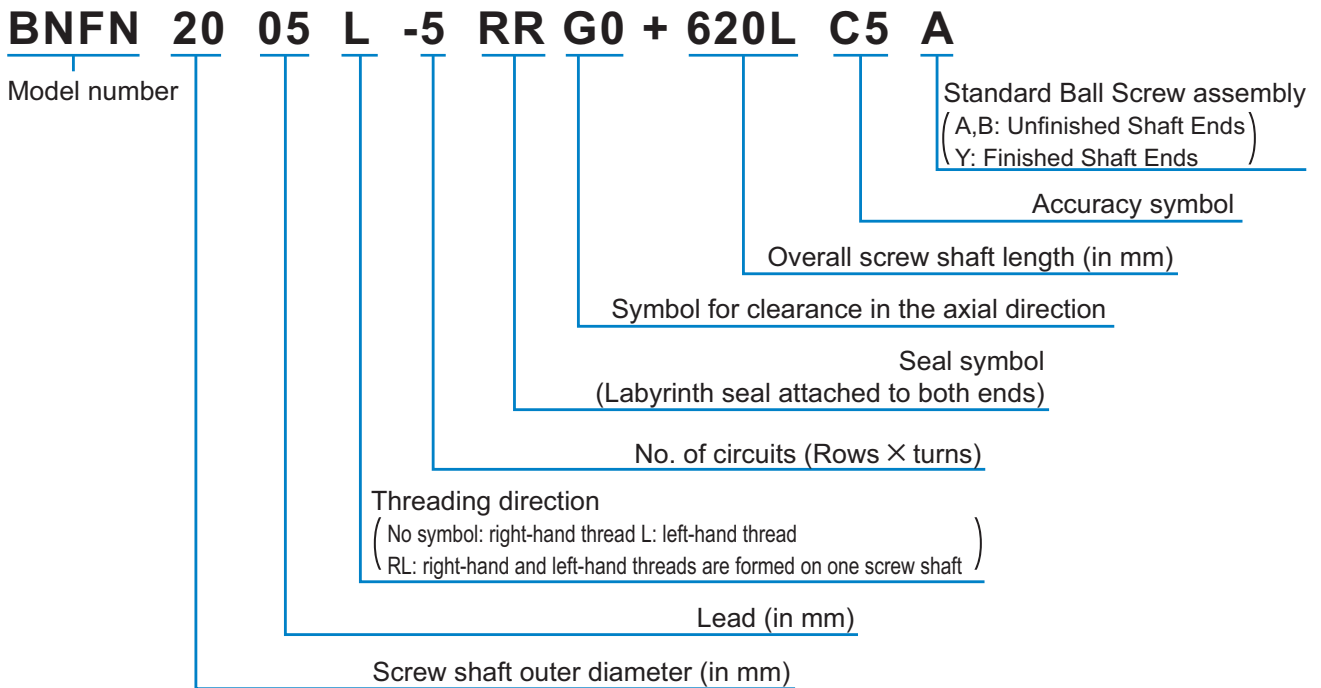 BNFN 20 05 L -5 RR G0 + 620L C5 A
Model number
Standard Ball Screw assembly
(A,B: Unfinished Shaft Ends
Y: Finished Shaft Ends)
Accuracy symbol
Overall screw shaft length (in mm)
Symbol for clearance in the axial direction
Seal symbol
(Labyrinth seal attached to both ends)
No. of circuits (Rows×turns)
Threading direction
(No symbol: right-hand thread L: left-hand thread
RL: right-hand and left-hand threads are formed on one screw shaft)
Lead (in mm)
Screw shaft outer diameter (in mm)